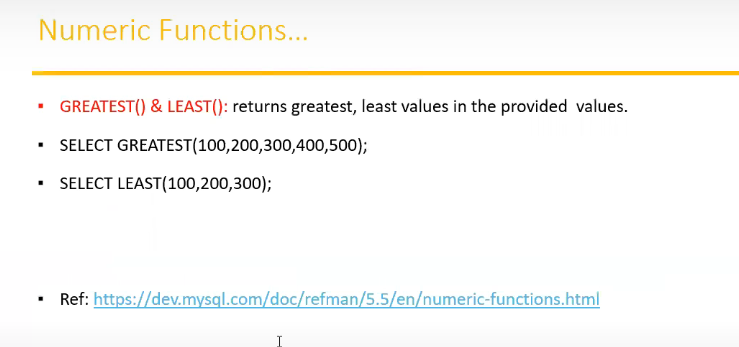 Numeric Functions...
▪ GREATEST() & LEAST(): returns greatest, least values in the provided values.
▪ SELECT GREATEST(100,200,300,400,500);
▪ SELECT LEAST(100,200,300);
▪ Ref: https://dev.mysql.com/doc/refman/5.5/en/numeric-functions.html